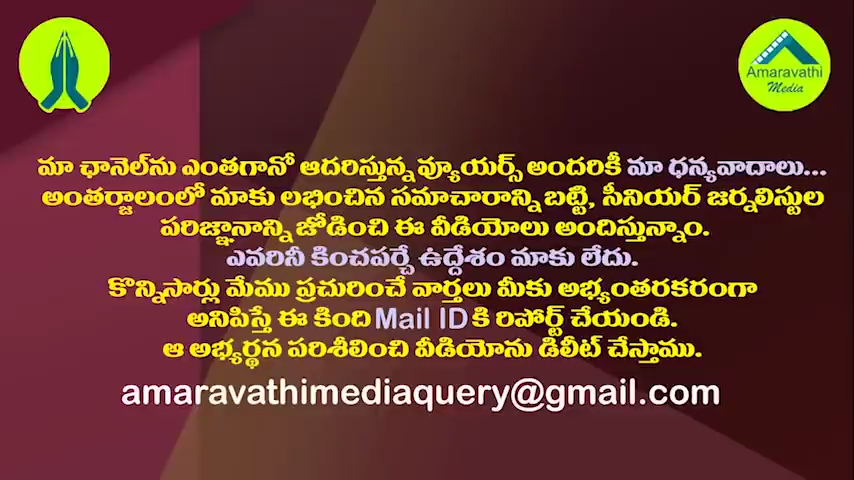 Amaravathi
Media
మా ఛానెల్‌ను ఎంతగానో ఆదరిస్తున్న వ్యూయర్స్ అందరికీ మా ధన్యవాదాలు...
అంతర్జాలంలో మాకు లభించిన సమాచారాన్ని బట్టి, సీనియర్ జర్నలిస్టుల
పరిజ్ఞానాన్ని జోడించి ఈ వీడియోలు అందిస్తున్నాం.
ఎవరినీ కించపర్చే ఉద్దేశం మాకు లేదు.
కొన్నిసార్లు మేము ప్రచురించే వార్తలు మీకు అభ్యంతరకరంగా
అనిపిస్తే ఈ కింది Mail ID కి రిపోర్ట్ చేయండి.
ఆ అభ్యర్థన పరిశీలించి వీడియోను డిలీట్ చేస్తాము.
amaravathimediaquery@gmail.com